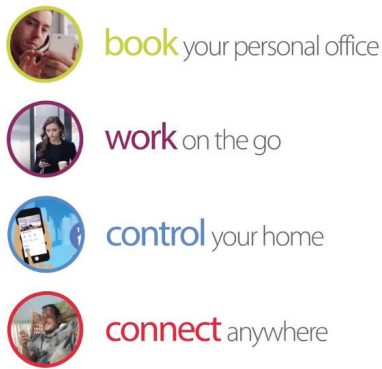 book your personal office
work on the go
control your home
connect anywhere